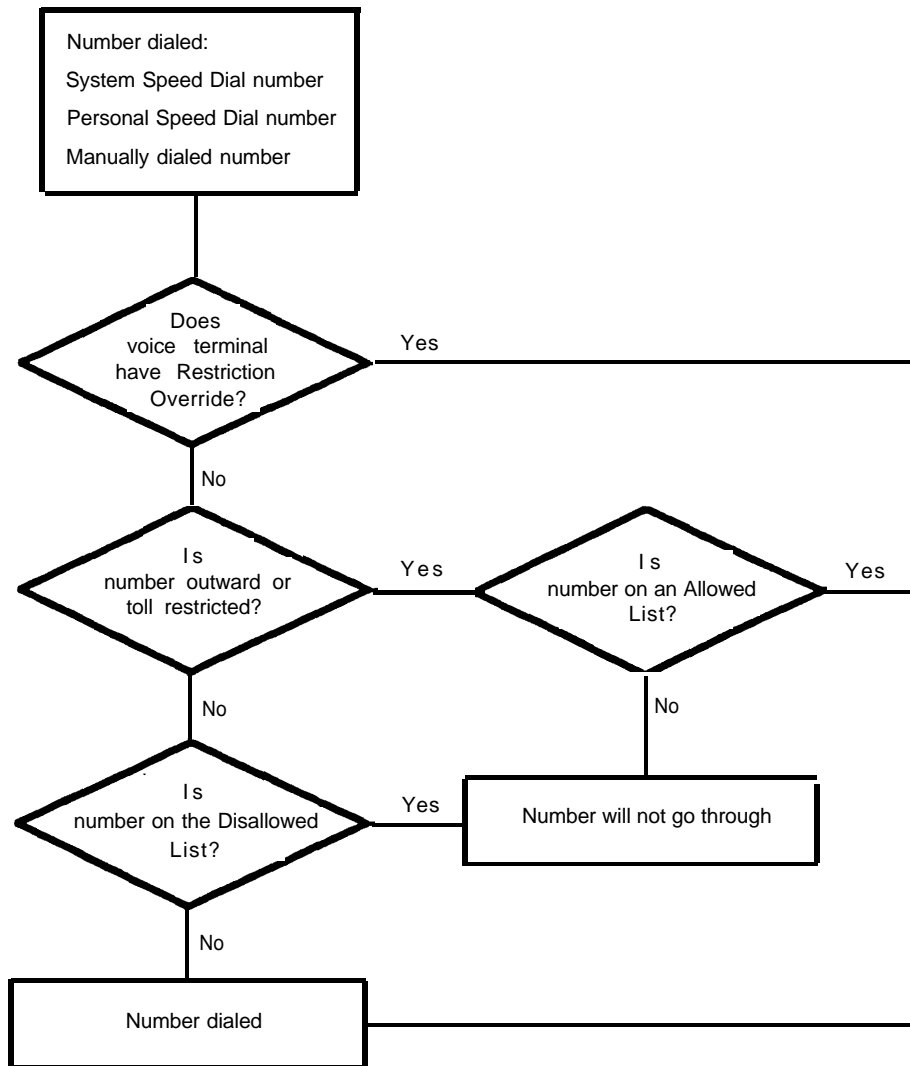 Number dialed:
System Speed Dial number
Personal Speed Dial number
Manually dialed number
Does
voice terminal
have Restriction
Override?
Yes
No
Is
number outward or
toll restricted?
Yes
Is
number on an Allowed
List?
Yes
No
No
Is
number on the Disallowed
List?
Yes
Number will not go through
No
Number dialed